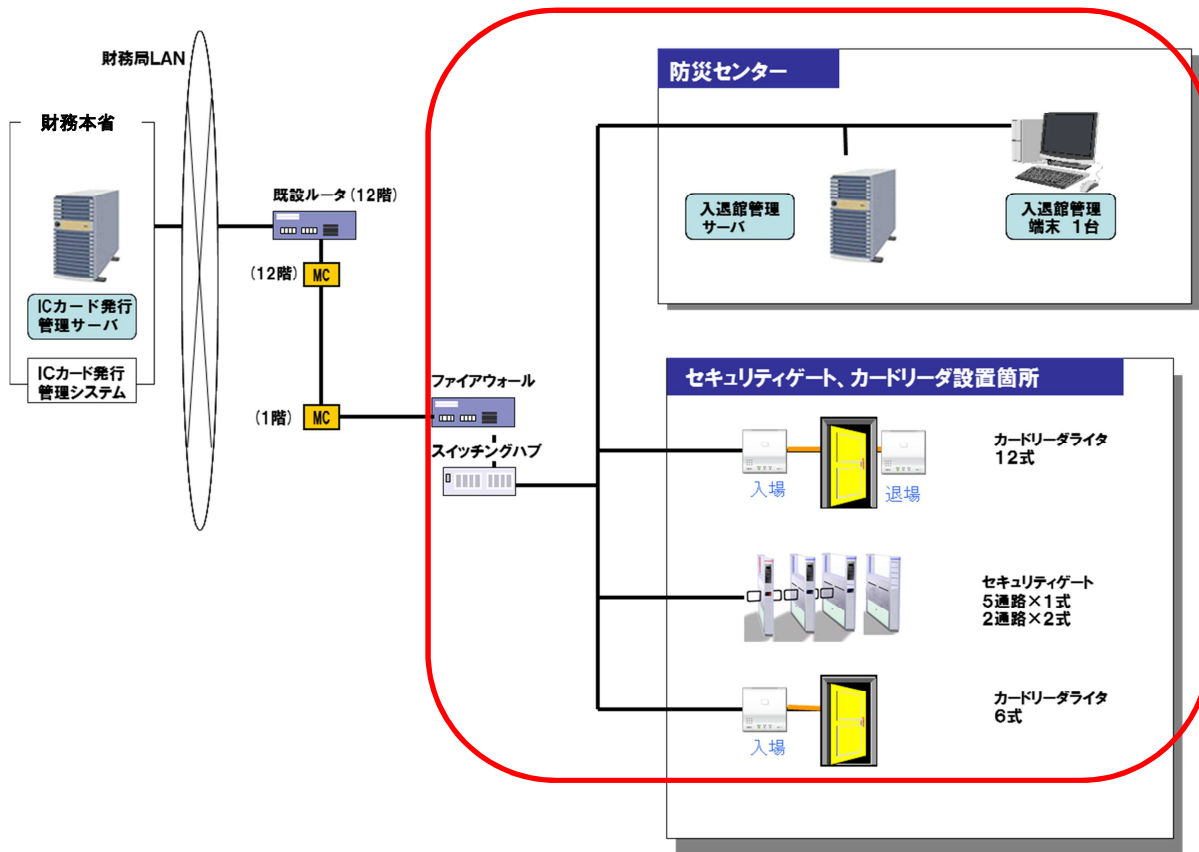 財務局LAN
財務本省
ICカード発行
管理サーバ
ICカード発行
管理システム
既設ルータ(12階)
(12階)
MC
(1階)
MC
ファイアウォール
スイッチングハブ
防災センター
入退館管理
サーバ
入退館管理
端末 1台
セキュリティゲート、カードリーダ設置箇所
入場
退場
カードリーダライタ
12式
セキュリティゲート
5通路×1式
2通路×2式
入場
カードリーダライタ
6式